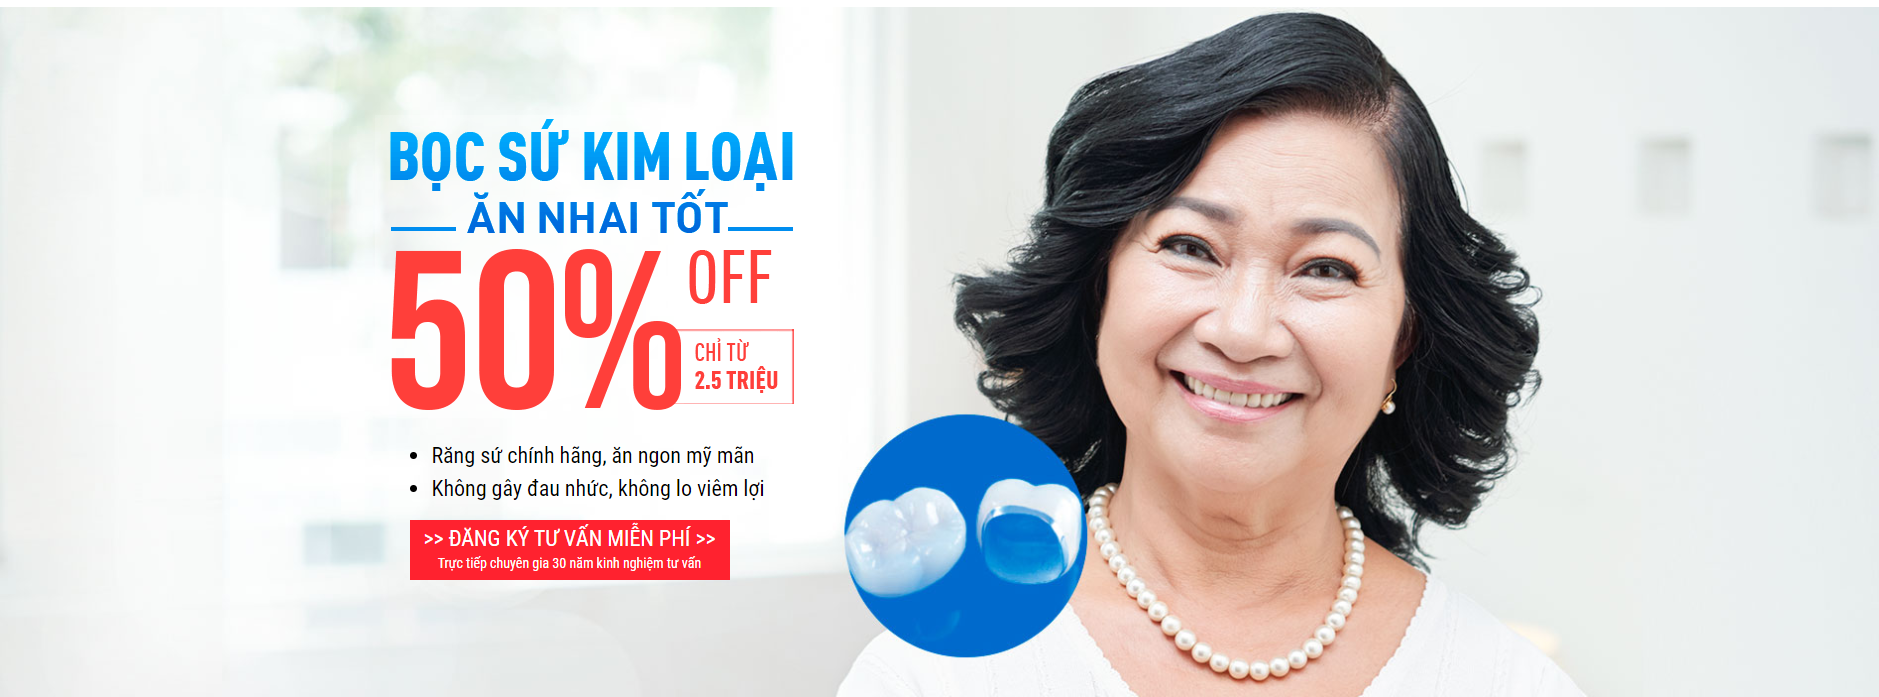 BỌC SỨ KIM LOẠI
ĂN NHAI TỐT
50% OFF
CHỈ TỪ
2.5 TRIỆU
• Răng sứ chính hãng, ăn ngon mỹ mãn
• Không gây đau nhức, không lo viêm lợi
>> ĐĂNG KÝ TƯ VẤN MIỄN PHÍ >>
Trực tiếp chuyên gia 30 năm kinh nghiệm tư vấn